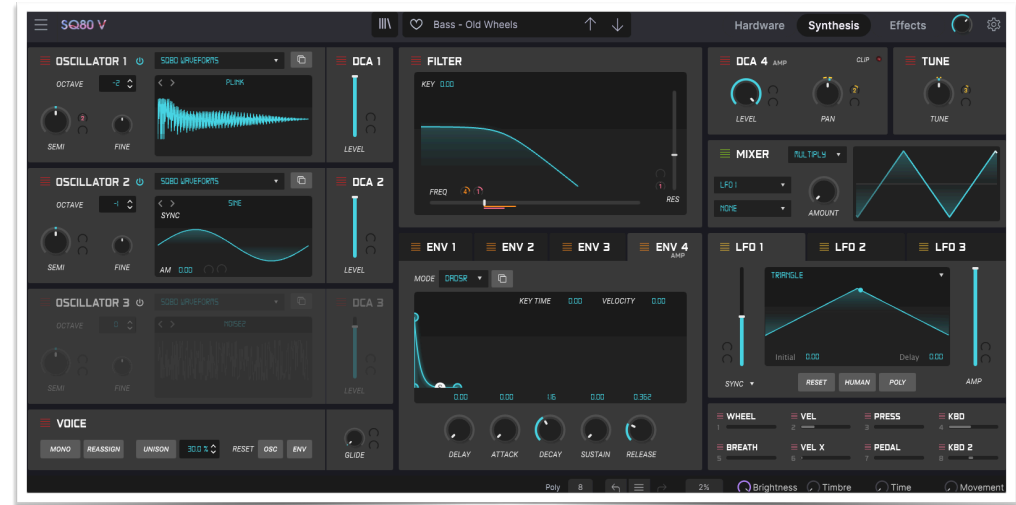 SQ80 V
Bass - Old Wheels
Hardware Synthesis Effects
OSCILLATOR 1 SQ80 WAVEFORMS
OCTAVE -2
PLINK
SEMI FINE
DCA 1
LEVEL
FILTER
KEY 0.00
FREQ 4 1
1
RES
DCA 4 AMP CLIP
LEVEL PAN
TUNE
TUNE
OSCILLATOR 2 SQ80 WAVEFORMS
OCTAVE -1
SINE
SYNC
SEMI FINE
AM 0.00
DCA 2
LEVEL
MIXER MULTIPLY
LFO 1
NONE
AMOUNT
OSCILLATOR 3 SQ80 WAVEFORMS
OCTAVE 0
NOISE2
SEMI FINE
DCA 3
LEVEL
ENV 1 ENV 2 ENV 3 ENV 4
AMP
MODE DADSR
KEY TIME 0.00 VELOCITY 0.00
0.00 0.00 1.16 0.00 0.362
DELAY ATTACK DECAY SUSTAIN RELEASE
LFO 1 LFO 2 LFO 3
TRIANGLE
Initial 0.00 Delay 0.00
SYNC RESET HUMAN POLY AMP
VOICE
MONO REASSIGN UNISON 30.0 % RESET OSC ENV
GLIDE
WHEEL VEL PRESS KBD
1 2 3 4
BREATH VEL X PEDAL KBD 2
5 6 7 8
Poly 8 2% Brightness Timbre Time Movement